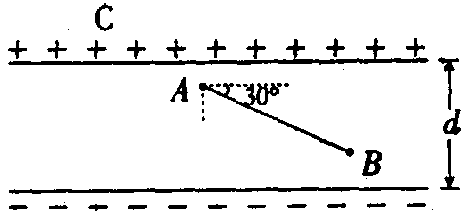 C
+ + + + + + + + + + +
A 30°
d
B
− − − − − − − − − − −